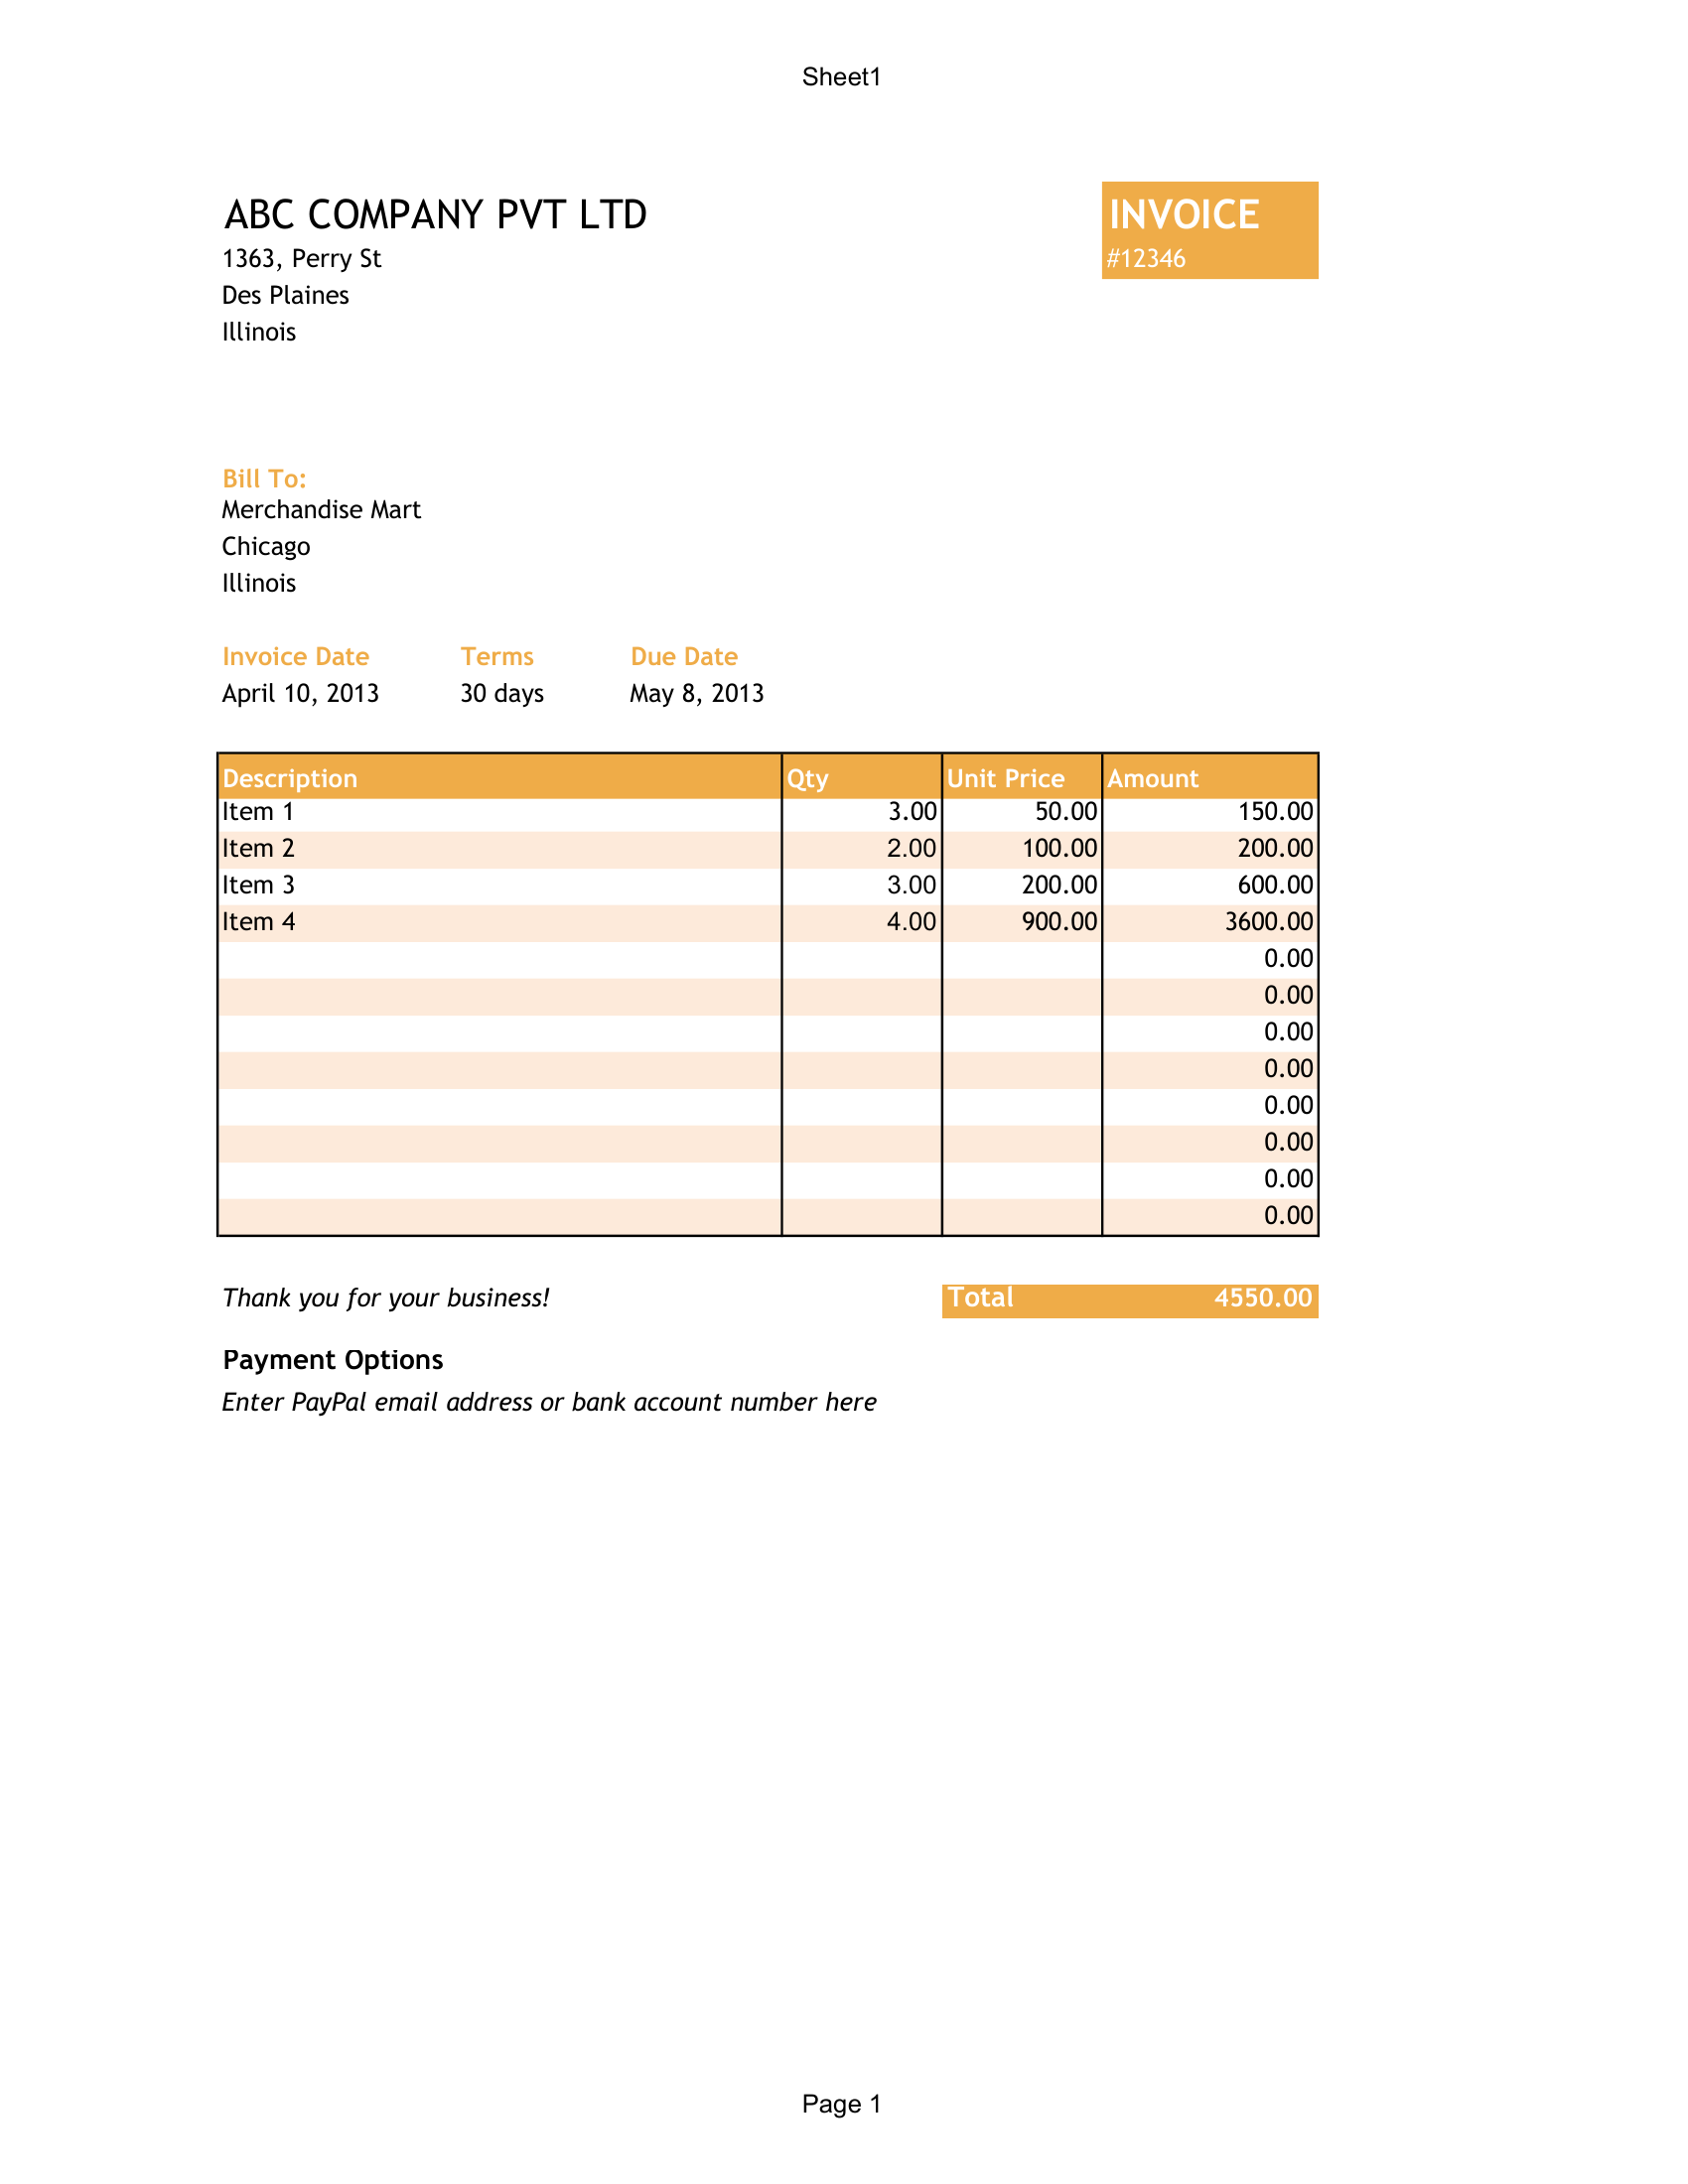 Sheet1
ABC COMPANY PVT LTD INVOICE
1363, Perry St #12346
Des Plaines
Illinois
Bill To:
Merchandise Mart
Chicago
Illinois
Invoice Date Terms Due Date
April 10, 2013 30 days May 8, 2013
Description Qty Unit Price Amount
Item 1 3.00 50.00 150.00
Item 2 2.00 100.00 200.00
Item 3 3.00 200.00 600.00
Item 4 4.00 900.00 3600.00
0.00
0.00
0.00
0.00
0.00
0.00
0.00
0.00
Thank you for your business! Total 4550.00
Payment Options
Enter PayPal email address or bank account number here
Page 1